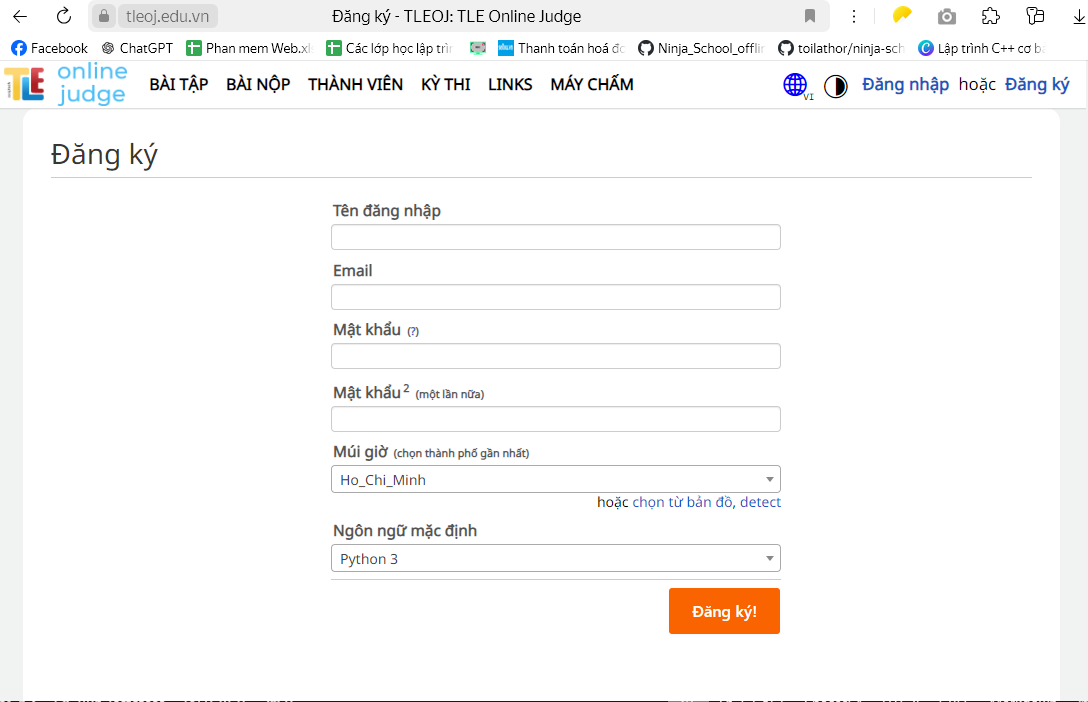 tleoj.edu.vn Đăng ký - TLEOJ: TLE Online Judge
Facebook ChatGPT Phan mem Web.xls Các lớp học lập trìn Thanh toán hoá đơ Ninja_School_offlin toilathor/ninja-sch Lập trình C++ cơ bả
TLE online judge BÀI TẬP BÀI NỘP THÀNH VIÊN KỲ THI LINKS MÁY CHẤM VI Đăng nhập hoặc Đăng ký
Đăng ký
Tên đăng nhập
Email
Mật khẩu (?)
Mật khẩu 2 (một lần nữa)
Múi giờ (chọn thành phố gần nhất)
Ho_Chi_Minh
hoặc chọn từ bản đồ, detect
Ngôn ngữ mặc định
Python 3
Đăng ký!